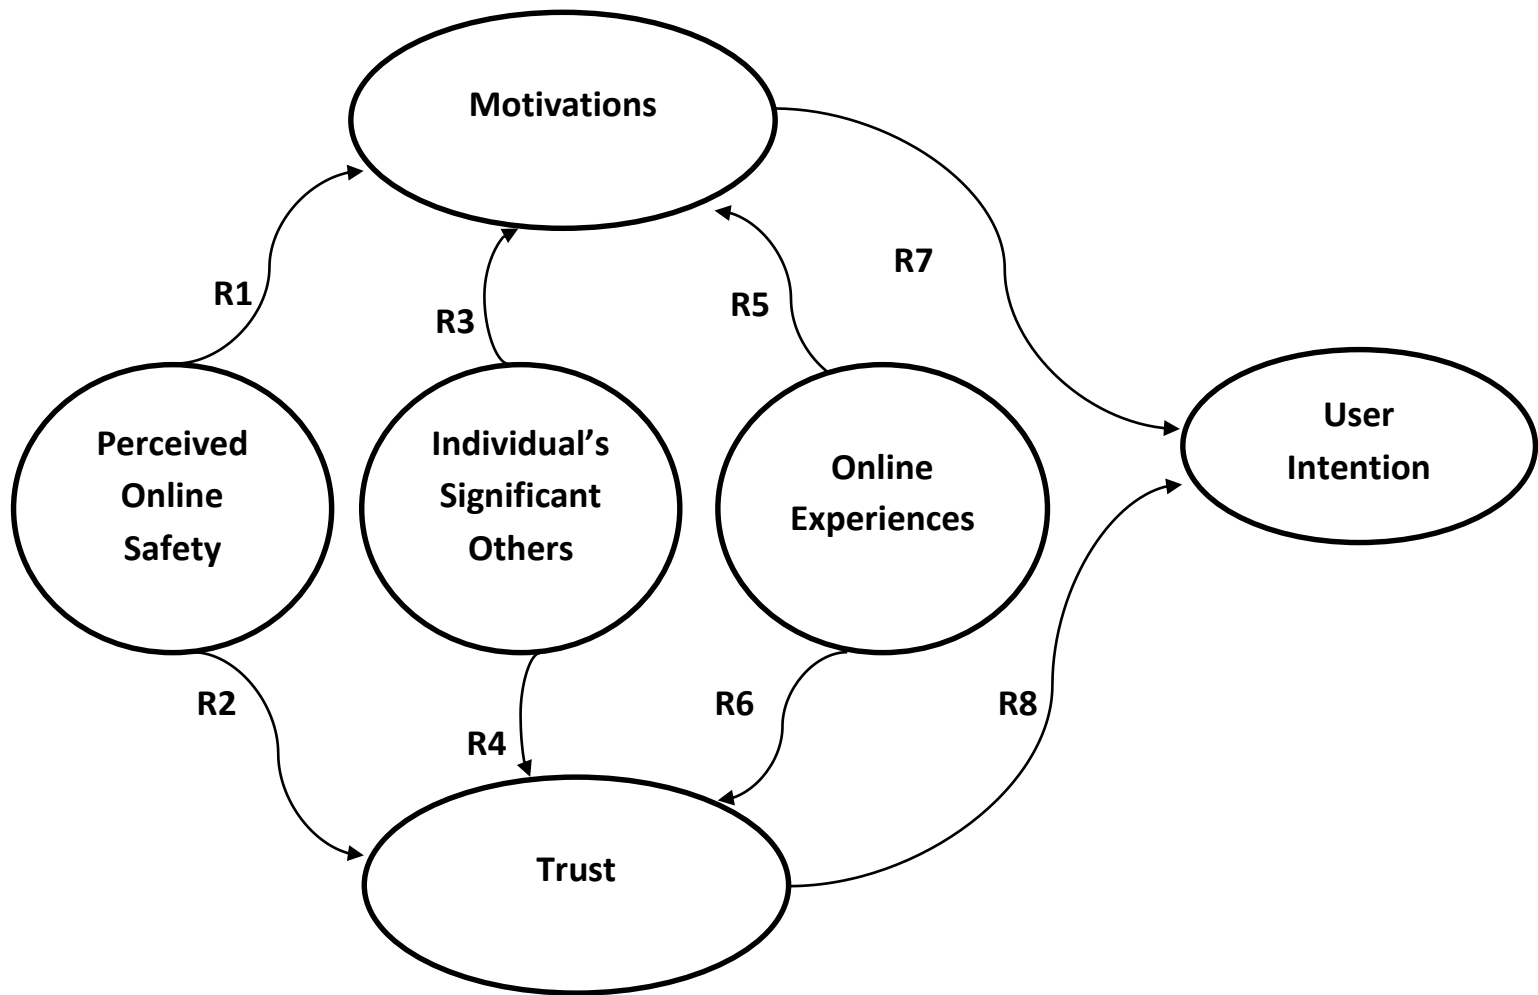 Motivations
R7
R1
R3
R5
Perceived
Online
Safety
Individual’s
Significant
Others
Online
Experiences
User
Intention
R2
R4
R6
R8
Trust